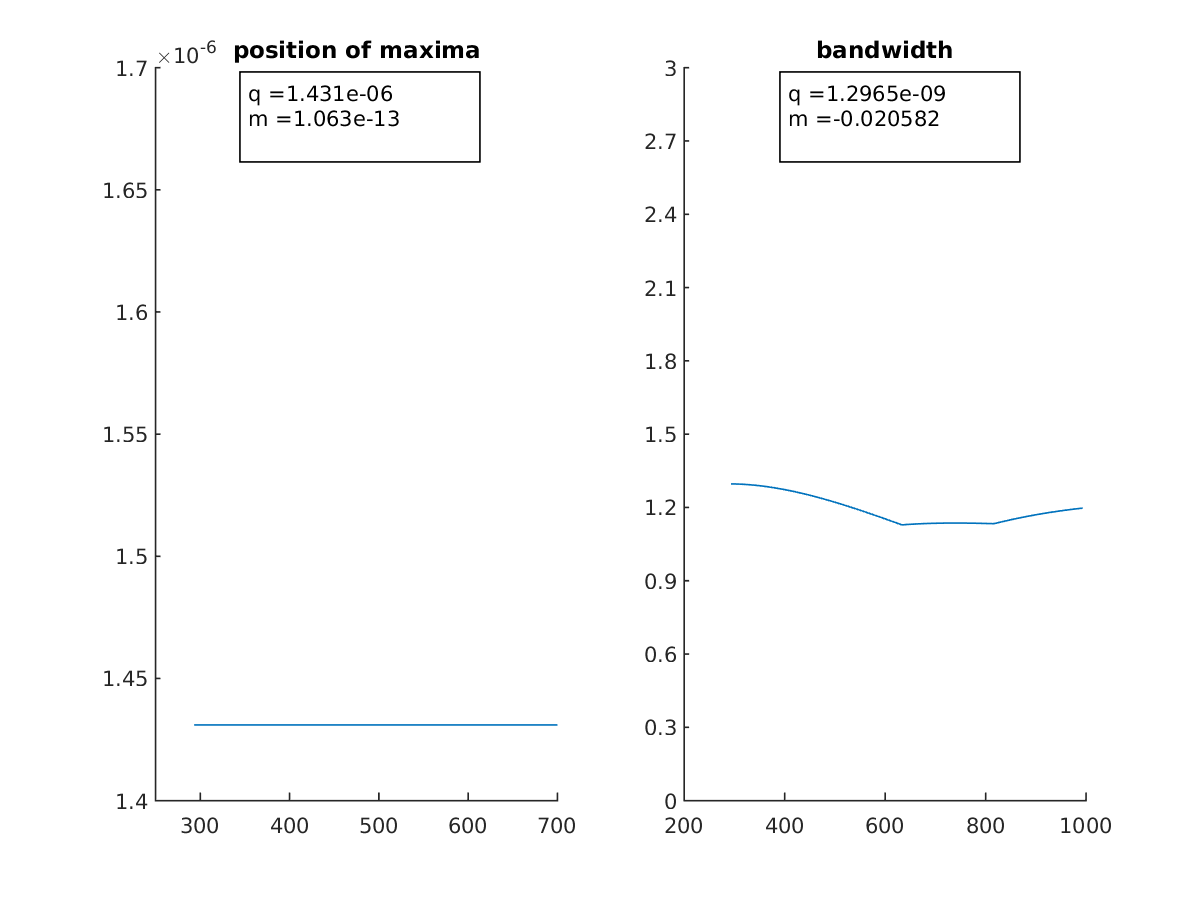 position of maxima
×10-6
q =1.431e-06
m =1.063e-13
1.7
1.65
1.6
1.55
1.5
1.45
1.4
300 400 500 600 700
bandwidth
q =1.2965e-09
m =-0.020582
3
2.7
2.4
2.1
1.8
1.5
1.2
0.9
0.6
0.3
0
200 400 600 800 1000